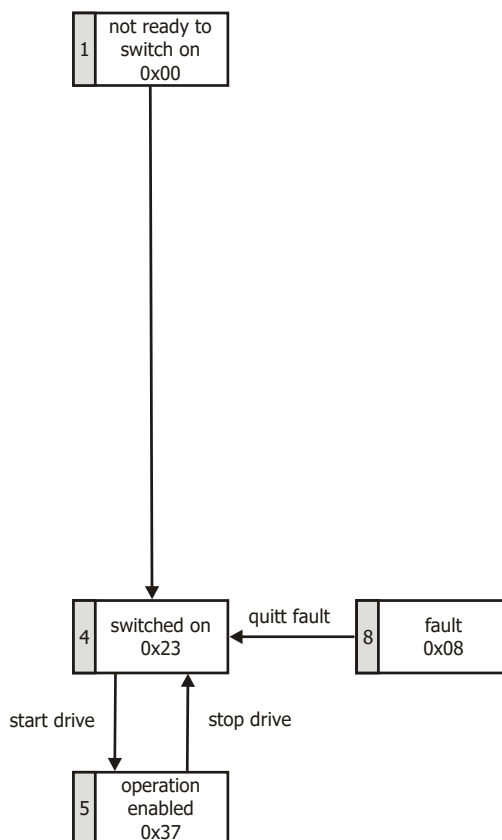 1
not ready to
switch on
0x00
4
switched on
0x23
quitt fault
8
fault
0x08
start drive
stop drive
5
operation
enabled
0x37